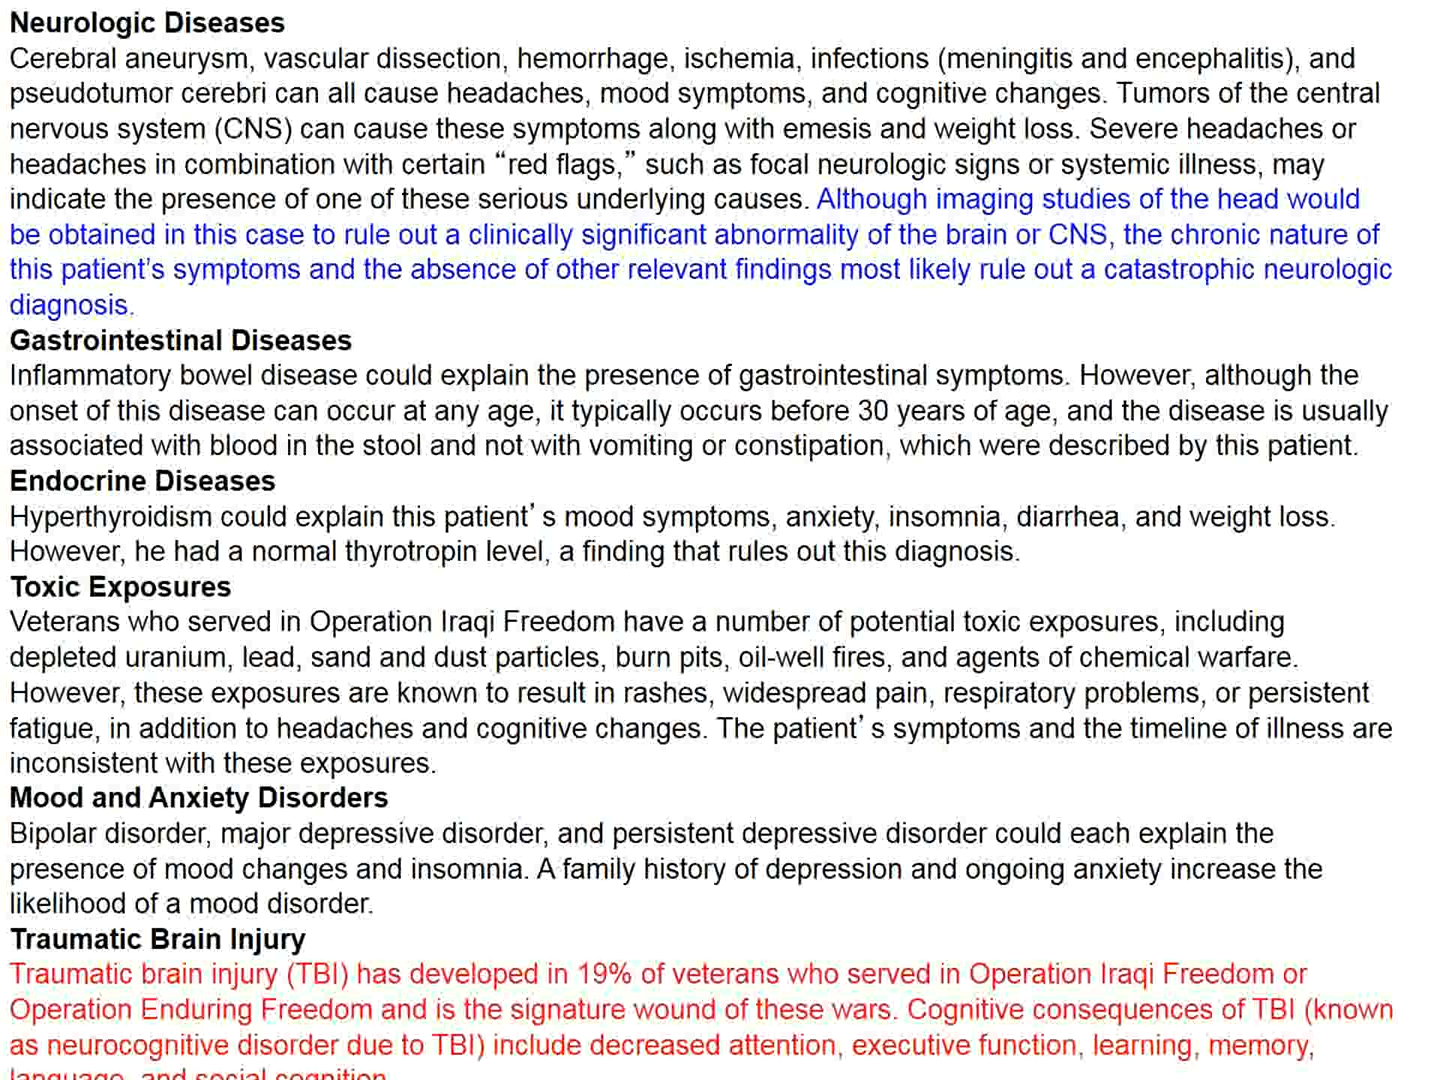 Neurologic Diseases
Cerebral aneurysm, vascular dissection, hemorrhage, ischemia, infections (meningitis and encephalitis), and
pseudotumor cerebri can all cause headaches, mood symptoms, and cognitive changes. Tumors of the central
nervous system (CNS) can cause these symptoms along with emesis and weight loss. Severe headaches or
headaches in combination with certain “red flags,” such as focal neurologic signs or systemic illness, may
indicate the presence of one of these serious underlying causes. Although imaging studies of the head would
be obtained in this case to rule out a clinically significant abnormality of the brain or CNS, the chronic nature of
this patient’s symptoms and the absence of other relevant findings most likely rule out a catastrophic neurologic
diagnosis.
Gastrointestinal Diseases
Inflammatory bowel disease could explain the presence of gastrointestinal symptoms. However, although the
onset of this disease can occur at any age, it typically occurs before 30 years of age, and the disease is usually
associated with blood in the stool and not with vomiting or constipation, which were described by this patient.
Endocrine Diseases
Hyperthyroidism could explain this patient’ s mood symptoms, anxiety, insomnia, diarrhea, and weight loss.
However, he had a normal thyrotropin level, a finding that rules out this diagnosis.
Toxic Exposures
Veterans who served in Operation Iraqi Freedom have a number of potential toxic exposures, including
depleted uranium, lead, sand and dust particles, burn pits, oil-well fires, and agents of chemical warfare.
However, these exposures are known to result in rashes, widespread pain, respiratory problems, or persistent
fatigue, in addition to headaches and cognitive changes. The patient’ s symptoms and the timeline of illness are
inconsistent with these exposures.
Mood and Anxiety Disorders
Bipolar disorder, major depressive disorder, and persistent depressive disorder could each explain the
presence of mood changes and insomnia. A family history of depression and ongoing anxiety increase the
likelihood of a mood disorder.
Traumatic Brain Injury
Traumatic brain injury (TBI) has developed in 19% of veterans who served in Operation Iraqi Freedom or
Operation Enduring Freedom and is the signature wound of these wars. Cognitive consequences of TBI (known
as neurocognitive disorder due to TBI) include decreased attention, executive function, learning, memory,
language, and social cognition.